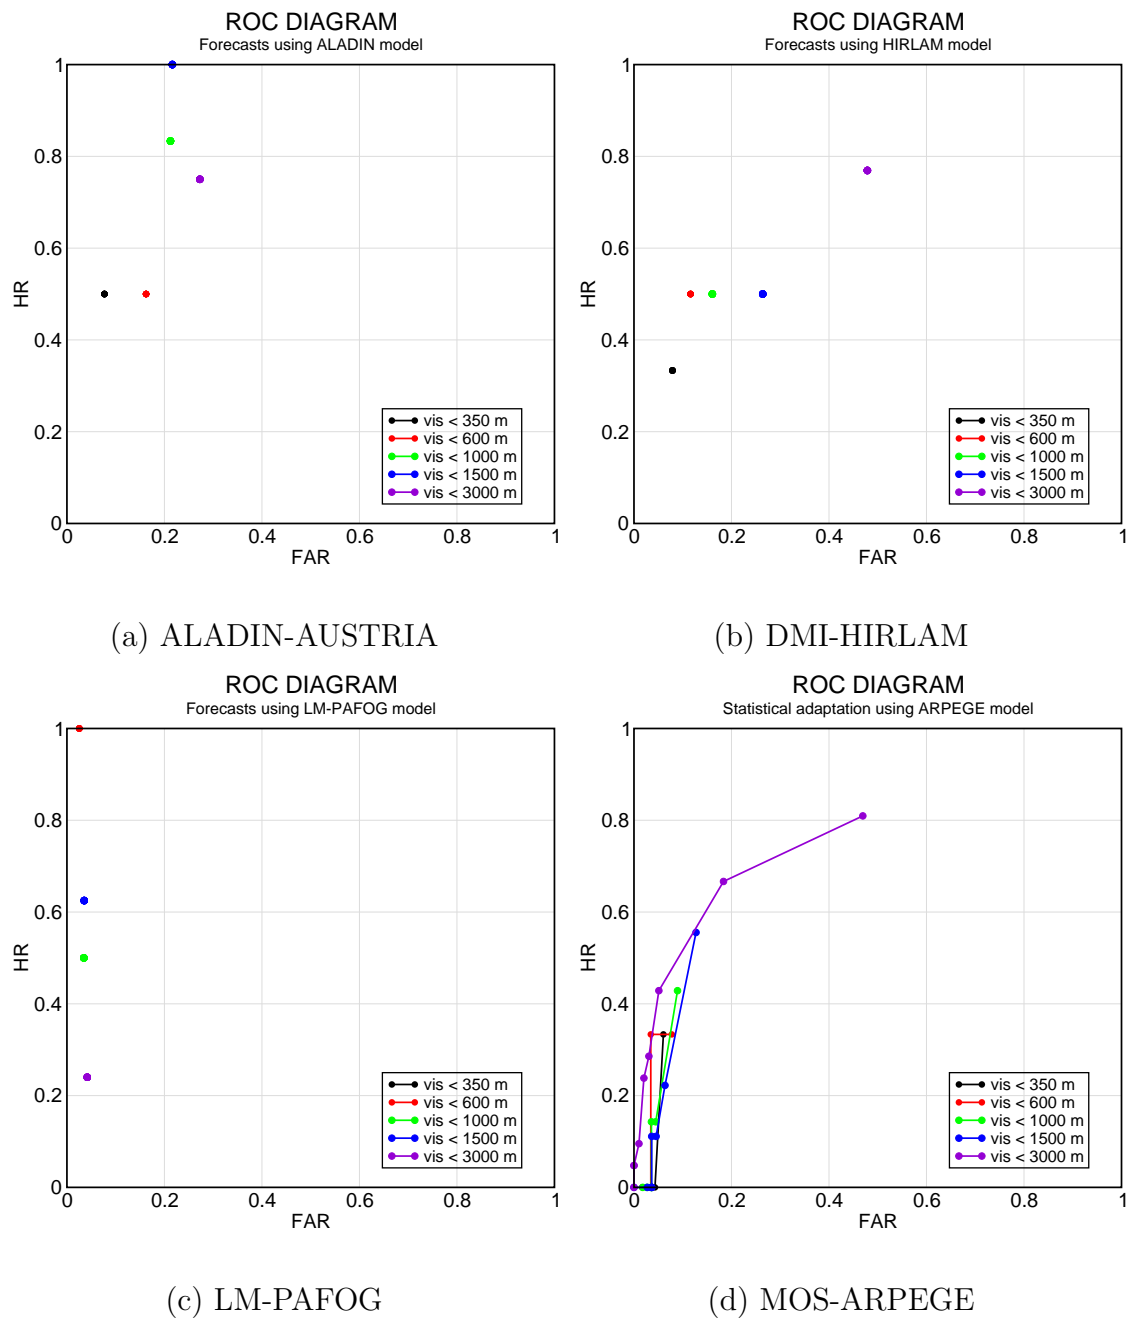 ROC DIAGRAM
Forecasts using ALADIN model
1
0.8
0.6
HR
0.4
0.2
0
vis < 350 m
vis < 600 m
vis < 1000 m
vis < 1500 m
vis < 3000 m
0 0.2 0.4 0.6 0.8 1
FAR
(a) ALADIN-AUSTRIA
ROC DIAGRAM
Forecasts using HIRLAM model
1
0.8
0.6
HR
0.4
0.2
0
vis < 350 m
vis < 600 m
vis < 1000 m
vis < 1500 m
vis < 3000 m
0 0.2 0.4 0.6 0.8 1
FAR
(b) DMI-HIRLAM
ROC DIAGRAM
Forecasts using LM-PAFOG model
1
0.8
0.6
HR
0.4
0.2
0
vis < 350 m
vis < 600 m
vis < 1000 m
vis < 1500 m
vis < 3000 m
0 0.2 0.4 0.6 0.8 1
FAR
(c) LM-PAFOG
ROC DIAGRAM
Statistical adaptation using ARPEGE model
1
0.8
0.6
HR
0.4
0.2
0
vis < 350 m
vis < 600 m
vis < 1000 m
vis < 1500 m
vis < 3000 m
0 0.2 0.4 0.6 0.8 1
FAR
(d) MOS-ARPEGE